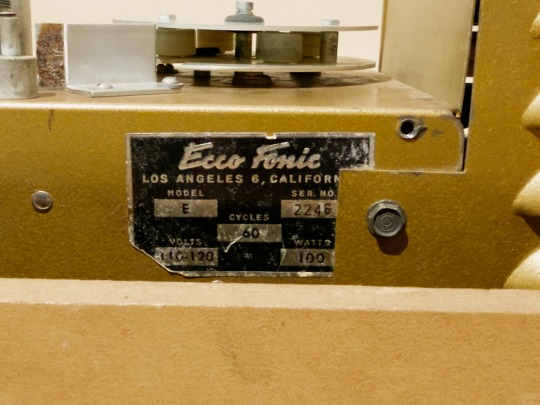 Ecco Fonic
LOS ANGELES 6, CALIFORN
MODEL SER. NO.
E 2246
CYCLES
60
VOLTS WATTS
110-120 100